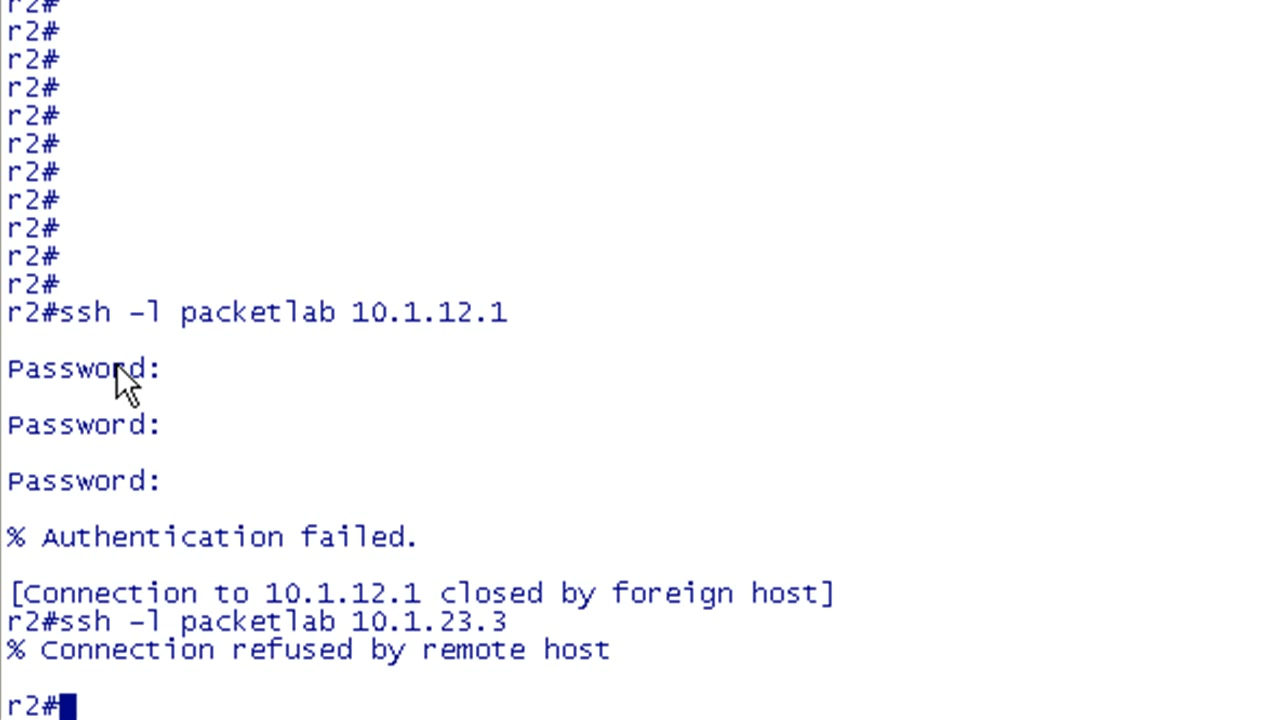 r2#
r2#
r2#
r2#
r2#
r2#
r2#
r2#
r2#
r2#
r2#
r2#ssh -l packetlab 10.1.12.1
Password:
Password:
Password:
% Authentication failed.
[Connection to 10.1.12.1 closed by foreign host]
r2#ssh -l packetlab 10.1.23.3
% Connection refused by remote host
r2#